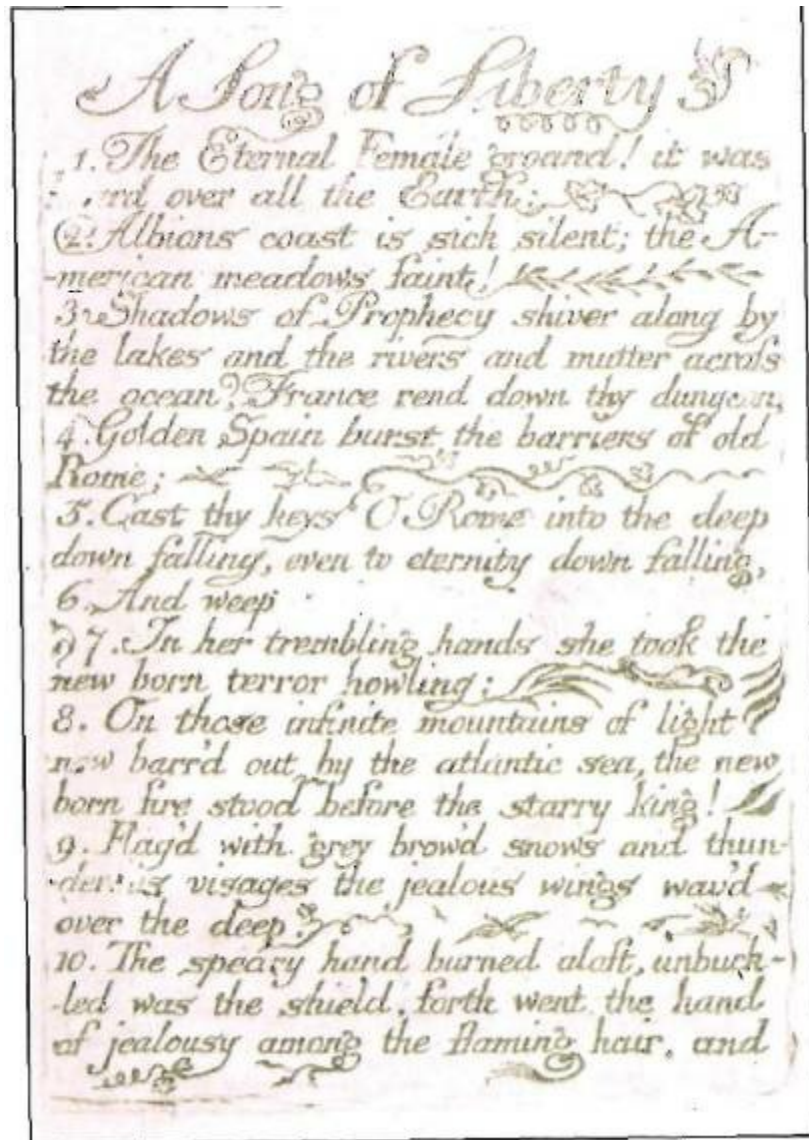 A Song of Liberty
1. The Eternal Female groand! it was
over all the Earth:
2. Albions coast is sick silent; the A-
-merican meadows faint!
3 Shadows of Prophecy shiver along by
the lakes and the rivers and mutter across
the ocean? France rend down thy dungeon,
4. Golden Spain burst the barriers of old
Rome;
5. Cast thy keys O Rome into the deep
down falling, even to eternity down falling,
6. And weep
7. In her trembling hands she took the
new born terror howling;
8. On those infinite mountains of light
now barr'd out by the atlantic sea, the new
born fire stood before the starry king!
9. Flag'd with grey brow'd snows and thun-
-derous visages the jealous wings wav'd
over the deep.
10. The speary hand burned aloft, unbuck-
-led was the shield, forth went the hand
of jealousy among the flaming hair, and